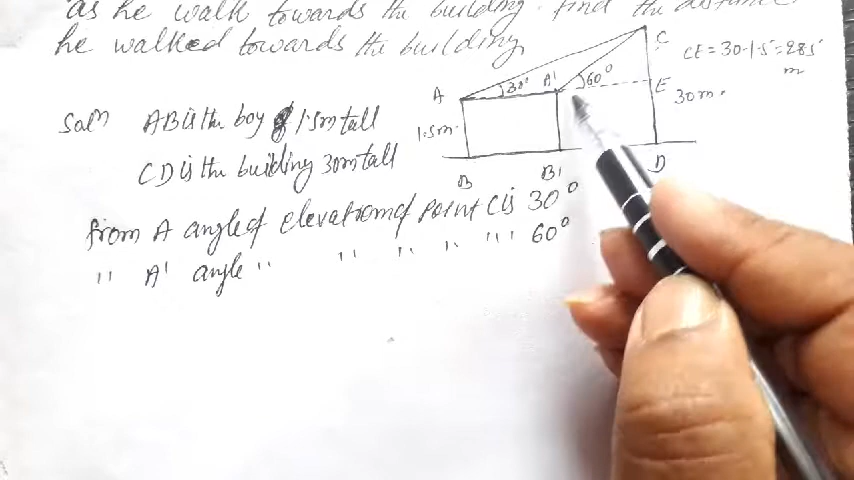 as he walk towards the building. find the distance
he walked towards the building.
C
CE = 30-1.5 = 28.5
m
A 30° A' 60° E
30m.
Soln AB is the boy 1.5m tall
1.5m.
CD is the building 30m tall
B B' D
from A angle of elevation of point C is 30°
" A' angle " " " " " 60°